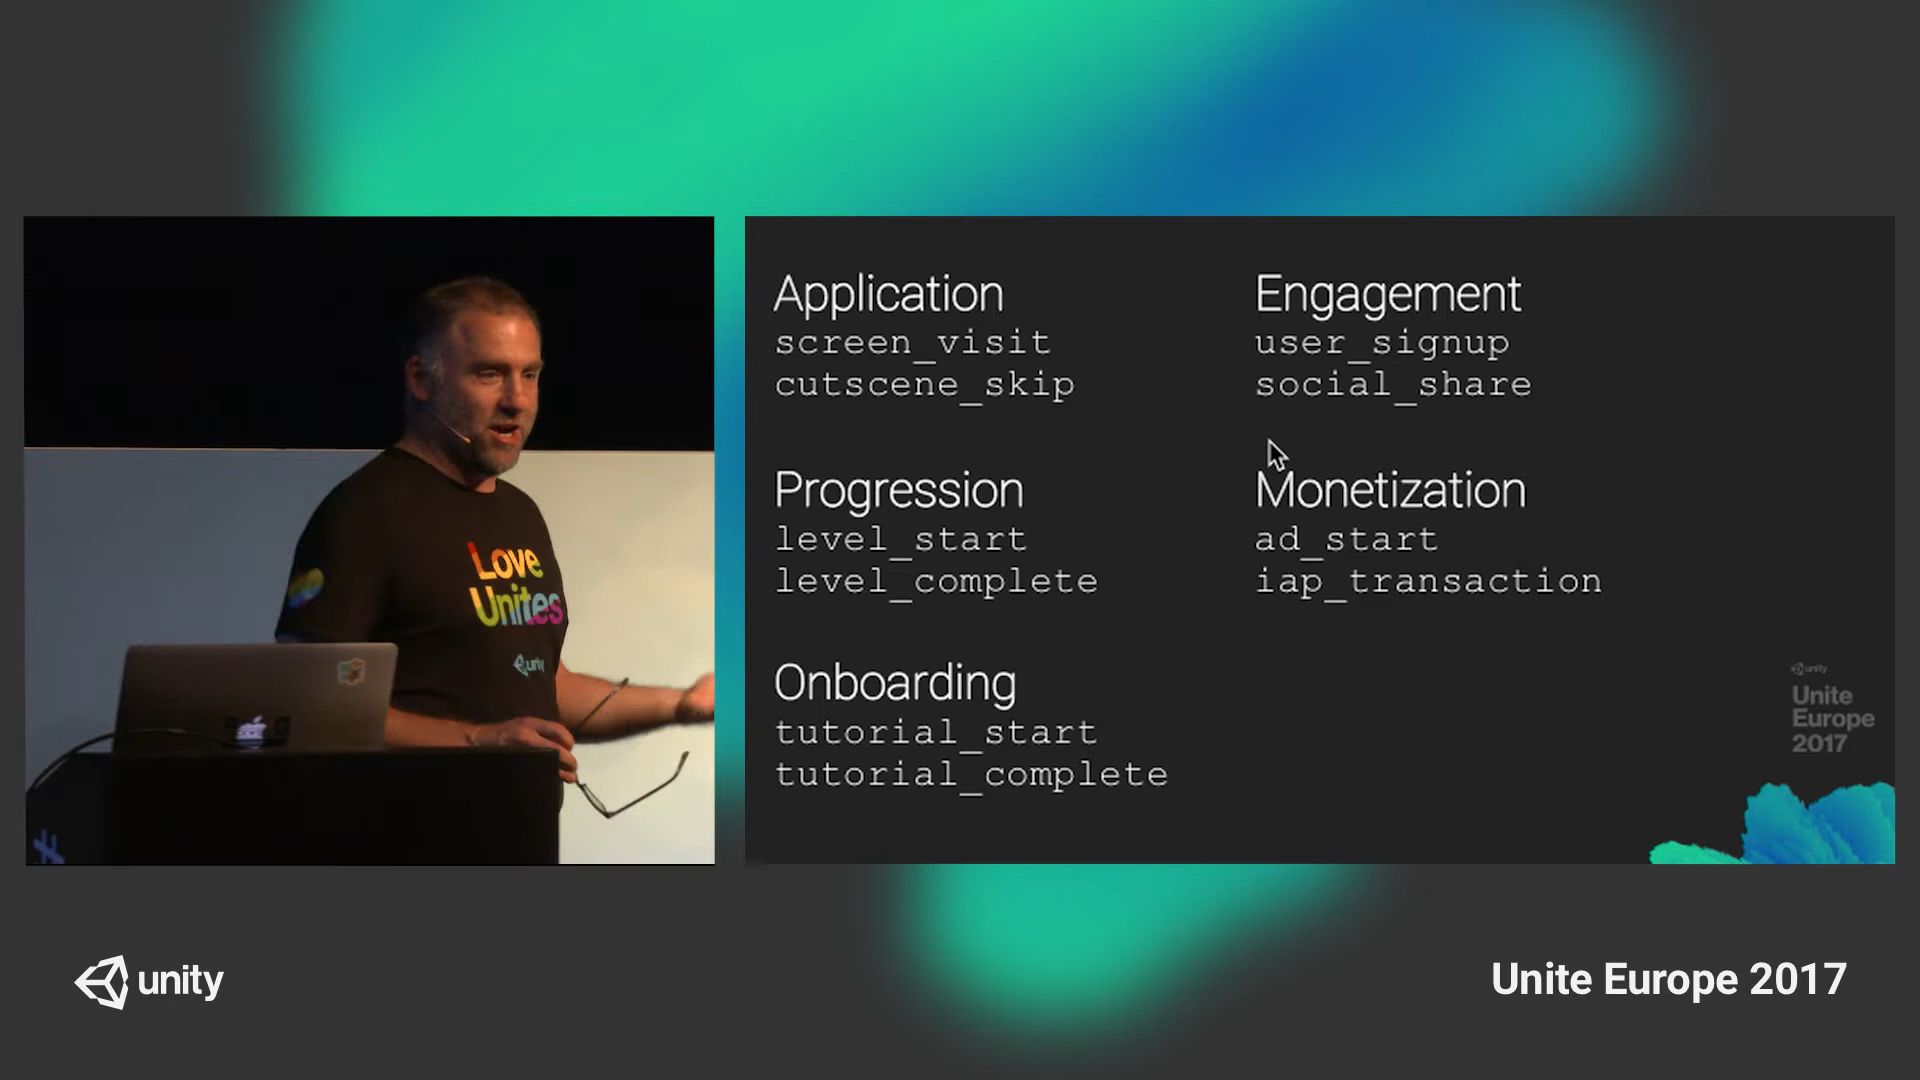 Love
Unites
unity
Application
screen_visit
cutscene_skip
Progression
level_start
level_complete
Onboarding
tutorial_start
tutorial_complete
Engagement
user_signup
social_share
Monetization
ad_start
iap_transaction
unity
Unite
Europe
2017
unity
Unite Europe 2017